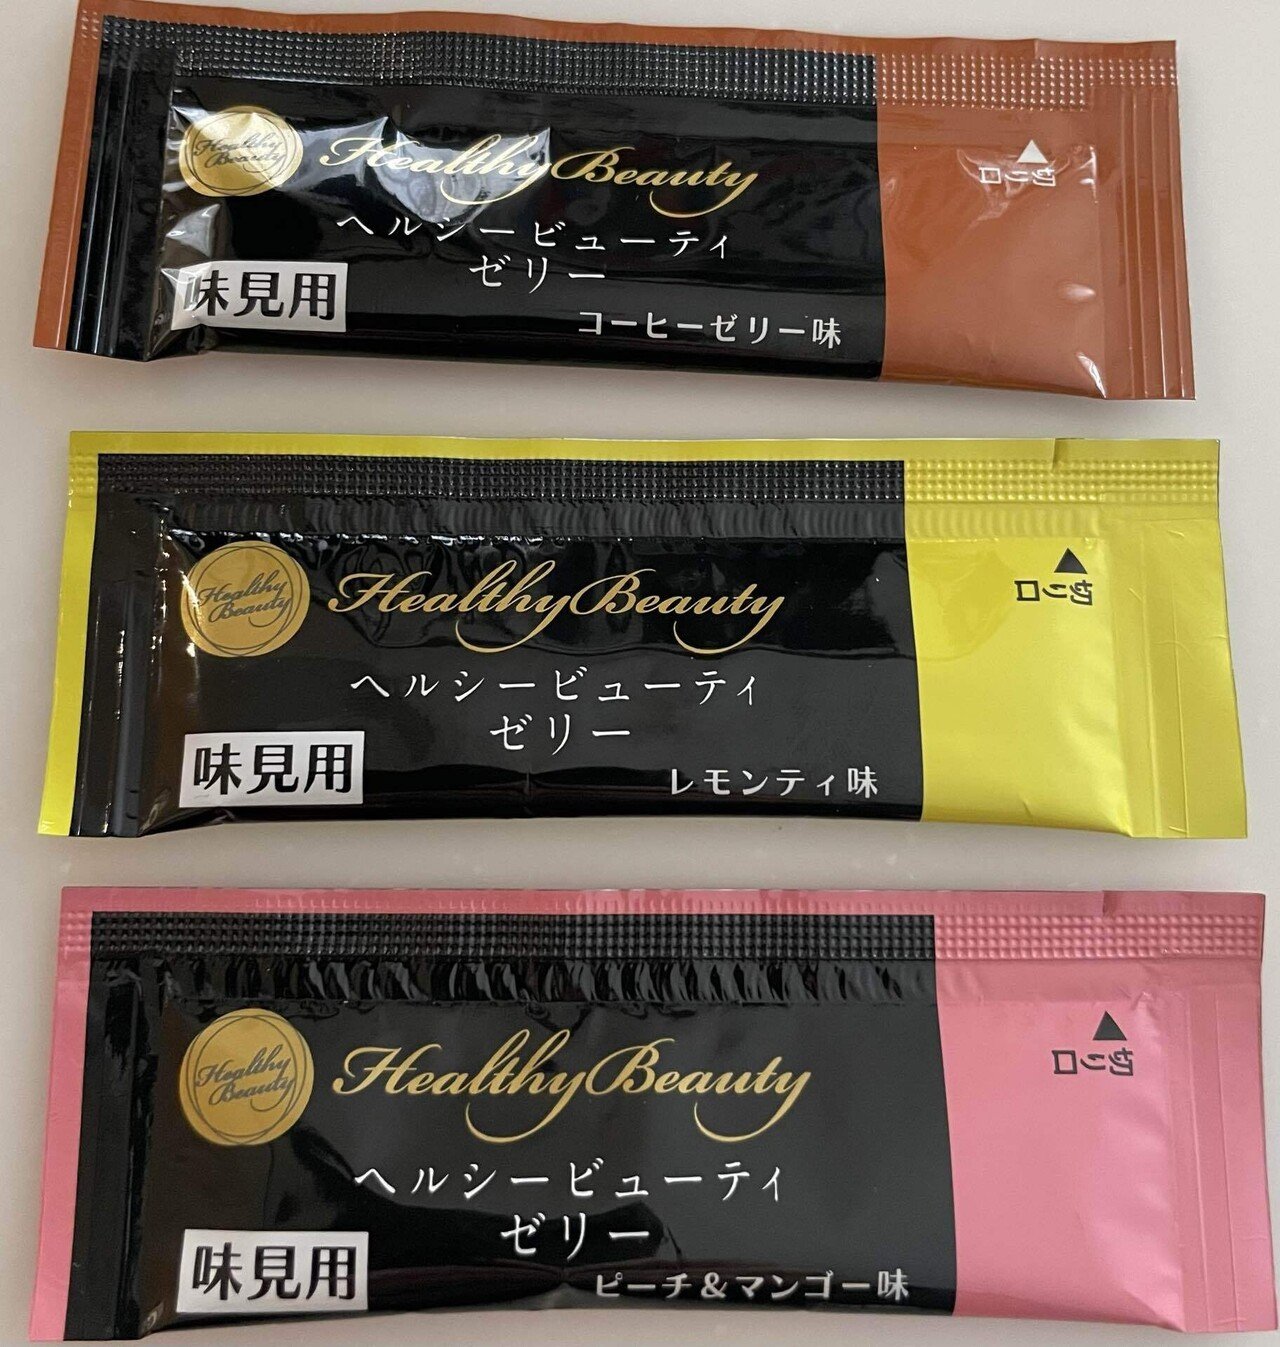 Healthy
Beauty
Healthy Beauty
ヘルシービューティ
ゼリー
味見用
コーヒーゼリー味
切り口
Healthy
Beauty
Healthy Beauty
ヘルシービューティ
ゼリー
味見用
レモンティ味
切り口
Healthy
Beauty
Healthy Beauty
ヘルシービューティ
ゼリー
味見用
ピーチ&マンゴー味
切り口